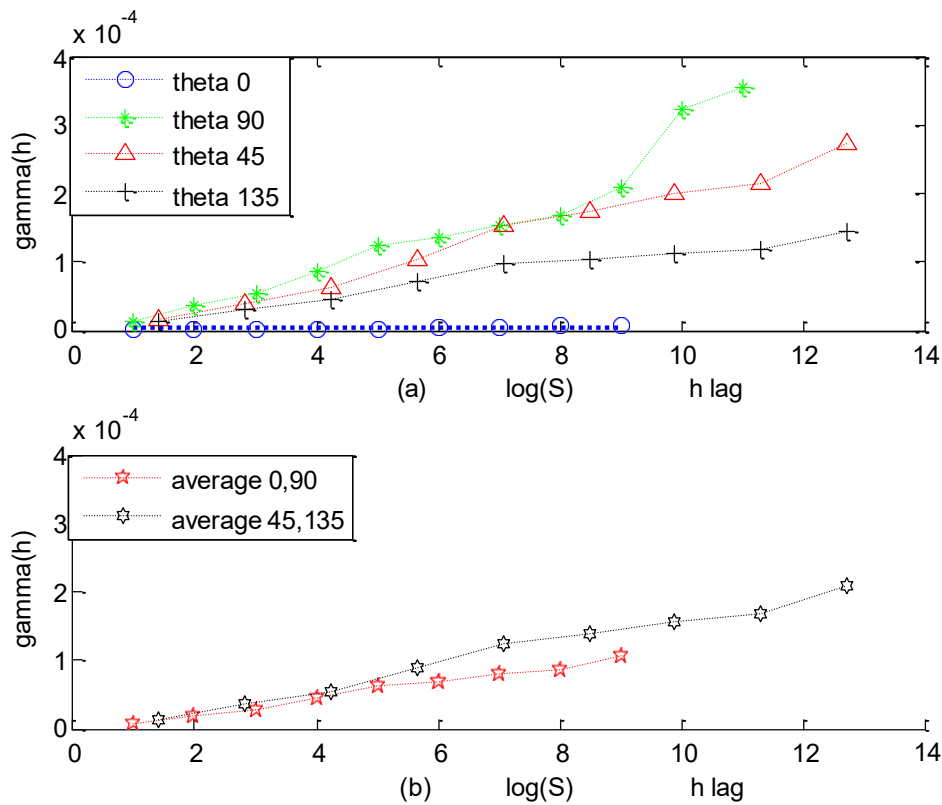 x 10-4
4
3
2
1
0
gamma(h)
theta 0
theta 90
theta 45
theta 135
0 2 4 6 8 10 12 14
(a) log(S) h lag
x 10-4
4
3
2
1
0
gamma(h)
average 0,90
average 45,135
0 2 4 6 8 10 12 14
(b) log(S) h lag